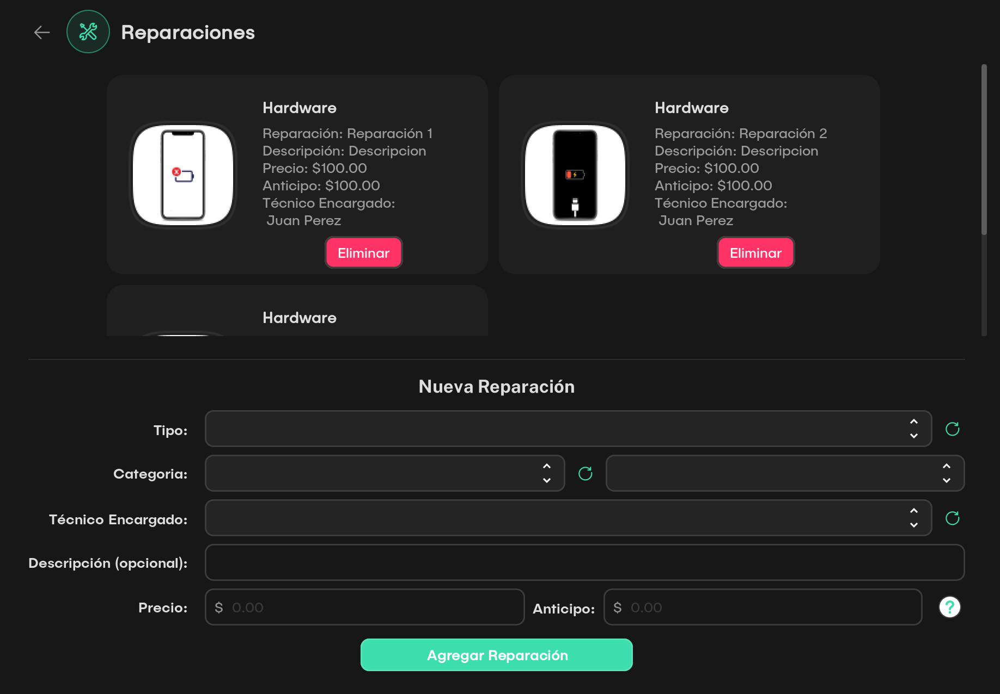 Reparaciones
Hardware
Reparación: Reparación 1
Descripción: Descripcion
Precio: $100.00
Anticipo: $100.00
Técnico Encargado:
Juan Perez
Eliminar
Hardware
Reparación: Reparación 2
Descripción: Descripcion
Precio: $100.00
Anticipo: $100.00
Técnico Encargado:
Juan Perez
Eliminar
Hardware
Nueva Reparación
Tipo:
Categoria:
Técnico Encargado:
Descripción (opcional):
Precio: $ 0.00 Anticipo: $ 0.00 ?
Agregar Reparación